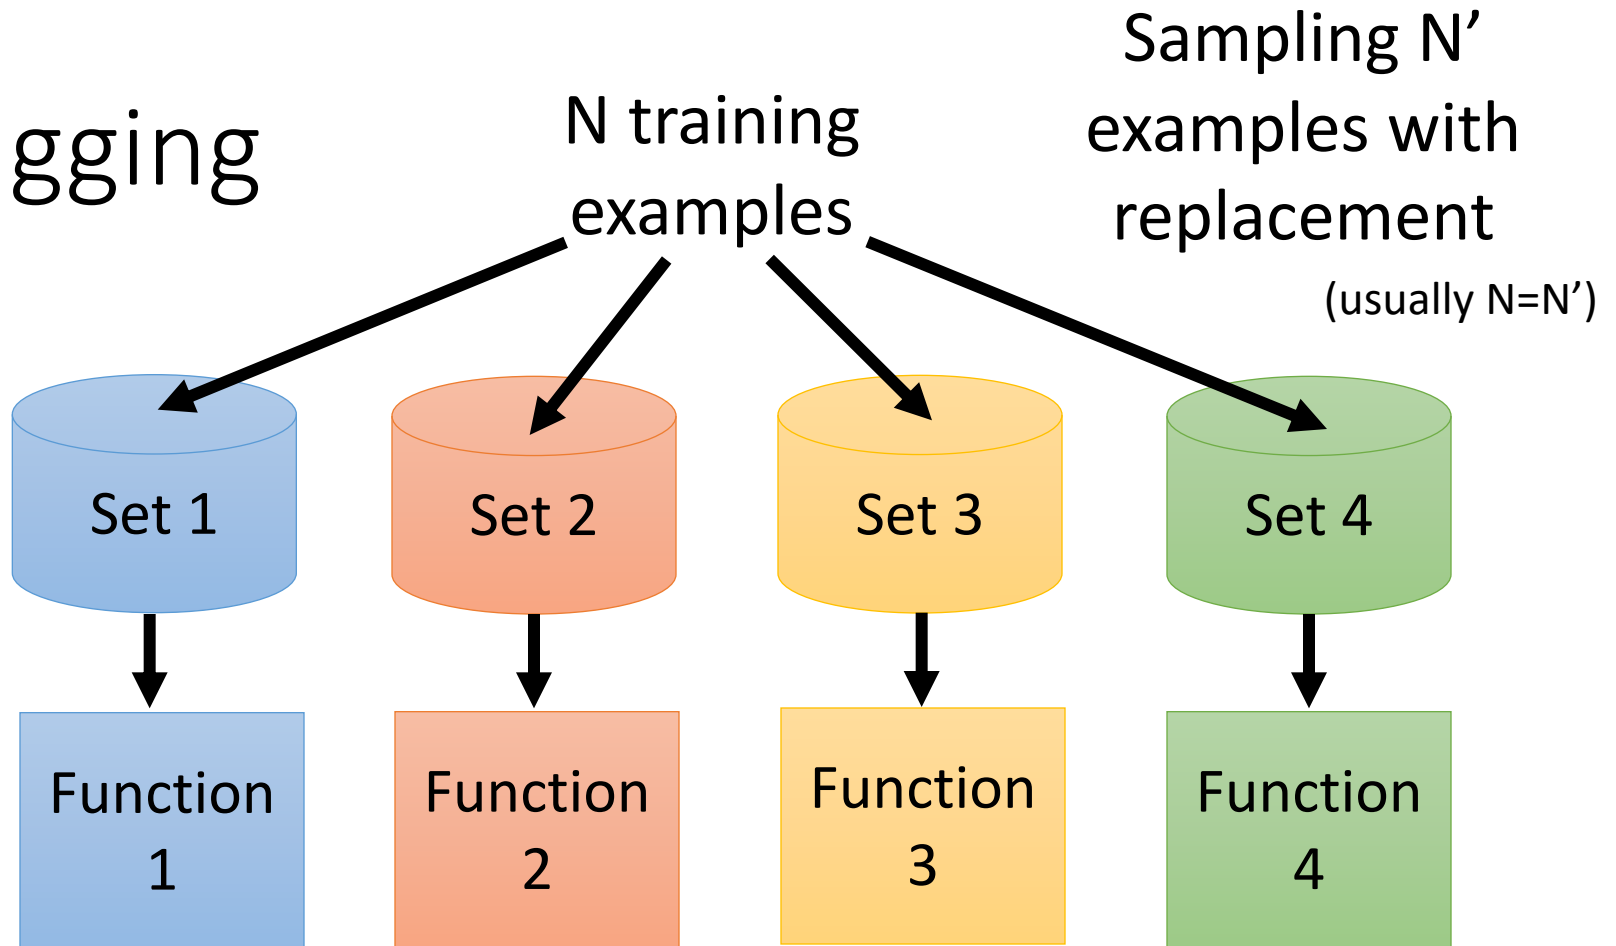 gging
N training
examples
Sampling N’
examples with
replacement
(usually N=N’)
Set 1
Set 2
Set 3
Set 4
Function
1
Function
2
Function
3
Function
4